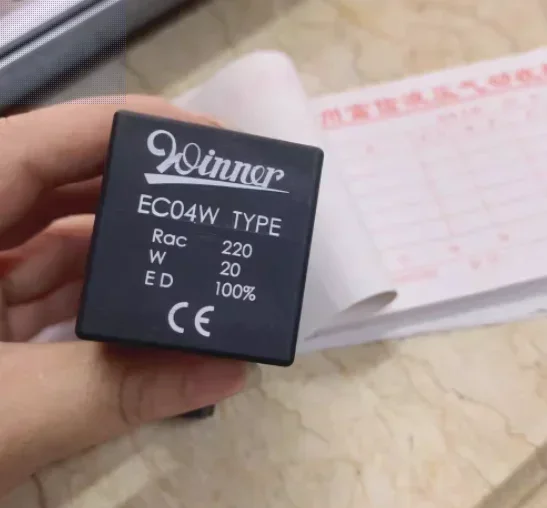 Winner
EC04W TYPE
Rac 220
W 20
ED 100%
CE